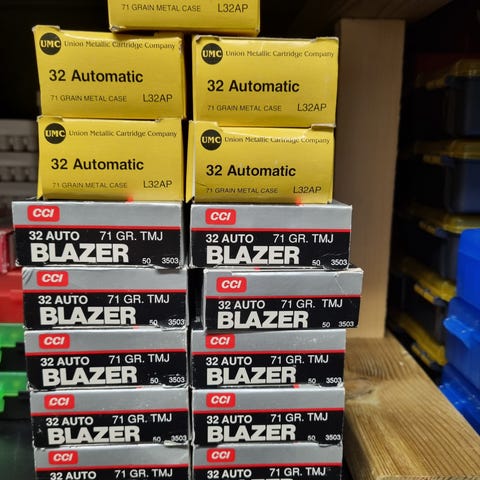 71 GRAIN METAL CASE L32AP
UMC Union Metallic Cartridge Company
32 Automatic
71 GRAIN METAL CASE L32AP
UMC Union Metallic Cartridge Company
32 Automatic
71 GRAIN METAL CASE L32AP
UMC Union Metallic Cartridge Company
32 Automatic
71 GRAIN METAL CASE L32AP
UMC Union Metallic Cartridge Company
32 Automatic
71 GRAIN METAL CASE L32AP
CCI
32 AUTO 71 GR. TMJ
BLAZER 50 3503
CCI
32 AUTO 71 GR. TMJ
BLAZER 50 3503
CCI
32 AUTO 71 GR. TMJ
BLAZER 50 3503
CCI
32 AUTO 71 GR. TMJ
BLAZER 50 3503
CCI
32 AUTO 71 GR. TMJ
BLAZER 50 3503
CCI
32 AUTO 71 GR. TMJ
BLAZER 50 3503
CCI
32 AUTO 71 GR. TMJ
BLAZER 50 3503
CCI
32 AUTO 71 GR. TMJ
BLAZER 50 3503
CCI
32 AUTO 71 GR. TMJ
CCI
32 AUTO 71 GR. TMJ